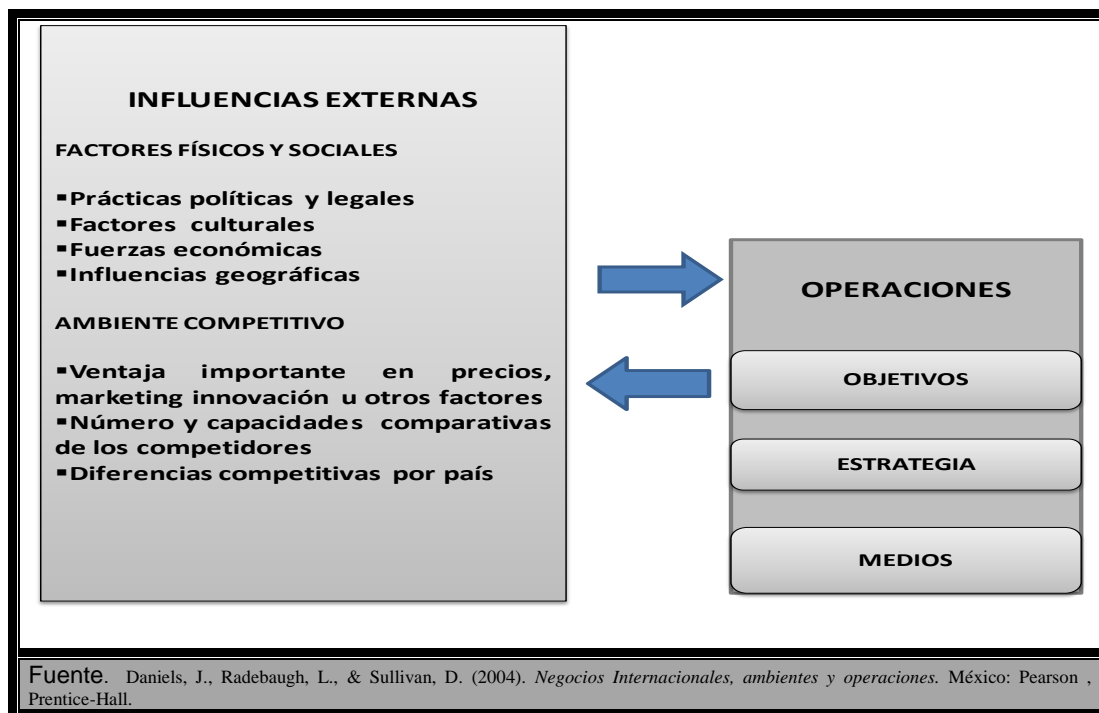 INFLUENCIAS EXTERNAS
FACTORES FÍSICOS Y SOCIALES
▪Prácticas políticas y legales
▪Factores culturales
▪Fuerzas económicas
▪Influencias geográficas
AMBIENTE COMPETITIVO
▪Ventaja importante en precios,
marketing innovación u otros factores
▪Número y capacidades comparativas
de los competidores
▪Diferencias competitivas por país
OPERACIONES
OBJETIVOS
ESTRATEGIA
MEDIOS
Fuente. Daniels, J., Radebaugh, L., & Sullivan, D. (2004). Negocios Internacionales, ambientes y operaciones. México: Pearson ,
Prentice-Hall.